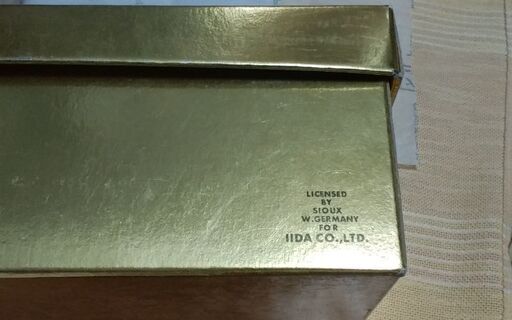 LICENSED
BY
SIOUX
W.GERMANY
FOR
IIDA CO.,LTD.